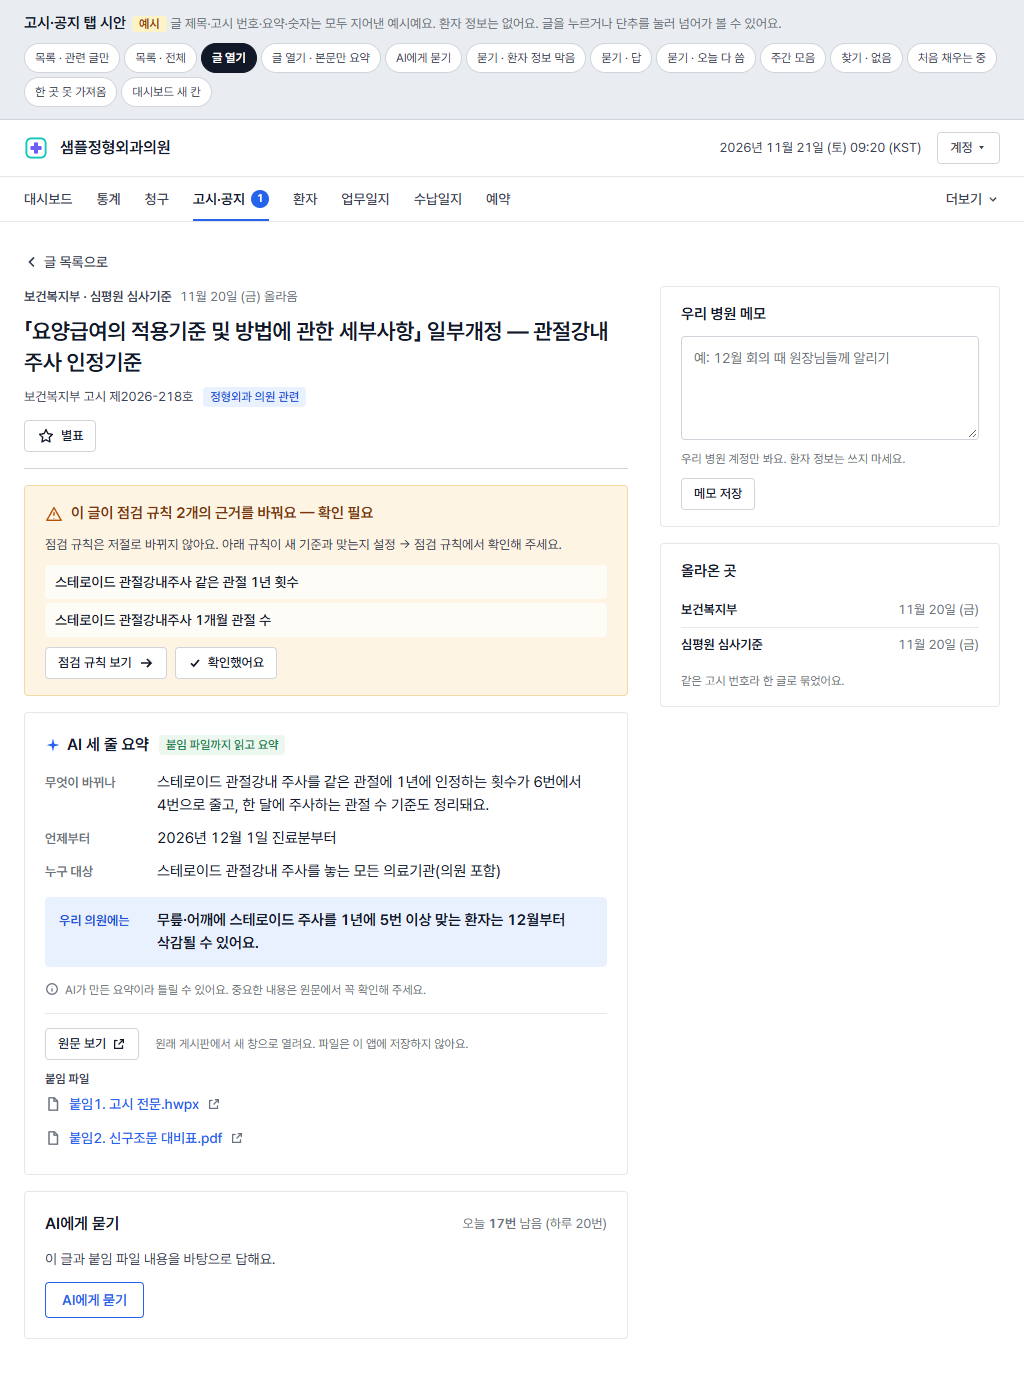 고시·공지 탭 시안 예시 글 제목·고시 번호·요약·숫자는 모두 지어낸 예시예요. 환자 정보는 없어요. 글을 누르거나 단추를 눌러 넘어가 볼 수 있어요.
목록 · 관련 글만 목록 · 전체 글 열기 글 열기 · 본문만 요약 AI에게 묻기 묻기 · 환자 정보 막음 묻기 · 답 묻기 · 오늘 다 씀 주간 모음 찾기 · 없음 처음 채우는 중
한 곳 못 가져옴 대시보드 새 칸
샘플정형외과의원 2026년 11월 21일 (토) 09:20 (KST) 계정
대시보드 통계 청구 고시·공지 1 환자 업무일지 수납일지 예약 더보기
글 목록으로
보건복지부 · 심평원 심사기준 11월 20일 (금) 올라옴
「요양급여의 적용기준 및 방법에 관한 세부사항」 일부개정 — 관절강내
주사 인정기준
보건복지부 고시 제2026-218호 정형외과 의원 관련
별표
이 글이 점검 규칙 2개의 근거를 바꿔요 — 확인 필요
점검 규칙은 저절로 바뀌지 않아요. 아래 규칙이 새 기준과 맞는지 설정 → 점검 규칙에서 확인해 주세요.
스테로이드 관절강내주사 같은 관절 1년 횟수
스테로이드 관절강내주사 1개월 관절 수
점검 규칙 보기 → 확인했어요
AI 세 줄 요약 붙임 파일까지 읽고 요약
무엇이 바뀌나 스테로이드 관절강내 주사를 같은 관절에 1년에 인정하는 횟수가 6번에서
4번으로 줄고, 한 달에 주사하는 관절 수 기준도 정리돼요.
언제부터 2026년 12월 1일 진료분부터
누구 대상 스테로이드 관절강내 주사를 놓는 모든 의료기관(의원 포함)
우리 의원에는 무릎·어깨에 스테로이드 주사를 1년에 5번 이상 맞는 환자는 12월부터
삭감될 수 있어요.
AI가 만든 요약이라 틀릴 수 있어요. 중요한 내용은 원문에서 꼭 확인해 주세요.
원문 보기 원래 게시판에서 새 창으로 열려요. 파일은 이 앱에 저장하지 않아요.
붙임 파일
붙임1. 고시 전문.hwpx
붙임2. 신구조문 대비표.pdf
AI에게 묻기 오늘 17번 남음 (하루 20번)
이 글과 붙임 파일 내용을 바탕으로 답해요.
AI에게 묻기
우리 병원 메모
예: 12월 회의 때 원장님들께 알리기
우리 병원 계정만 봐요. 환자 정보는 쓰지 마세요.
메모 저장
올라온 곳
보건복지부 11월 20일 (금)
심평원 심사기준 11월 20일 (금)
같은 고시 번호라 한 글로 묶었어요.